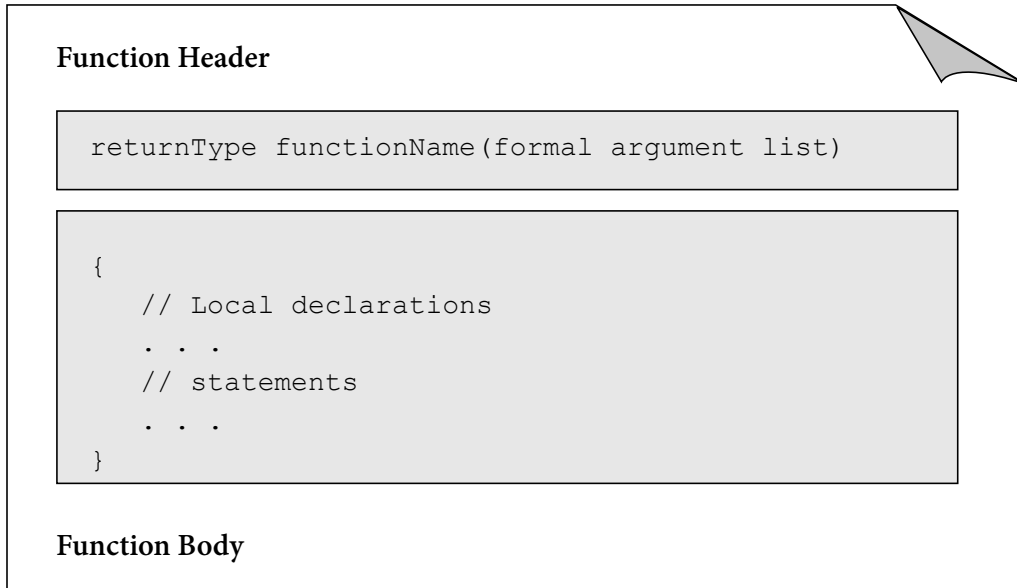 Function Header
returnType functionName(formal argument list)
{
// Local declarations
. . .
// statements
. . .
}
Function Body